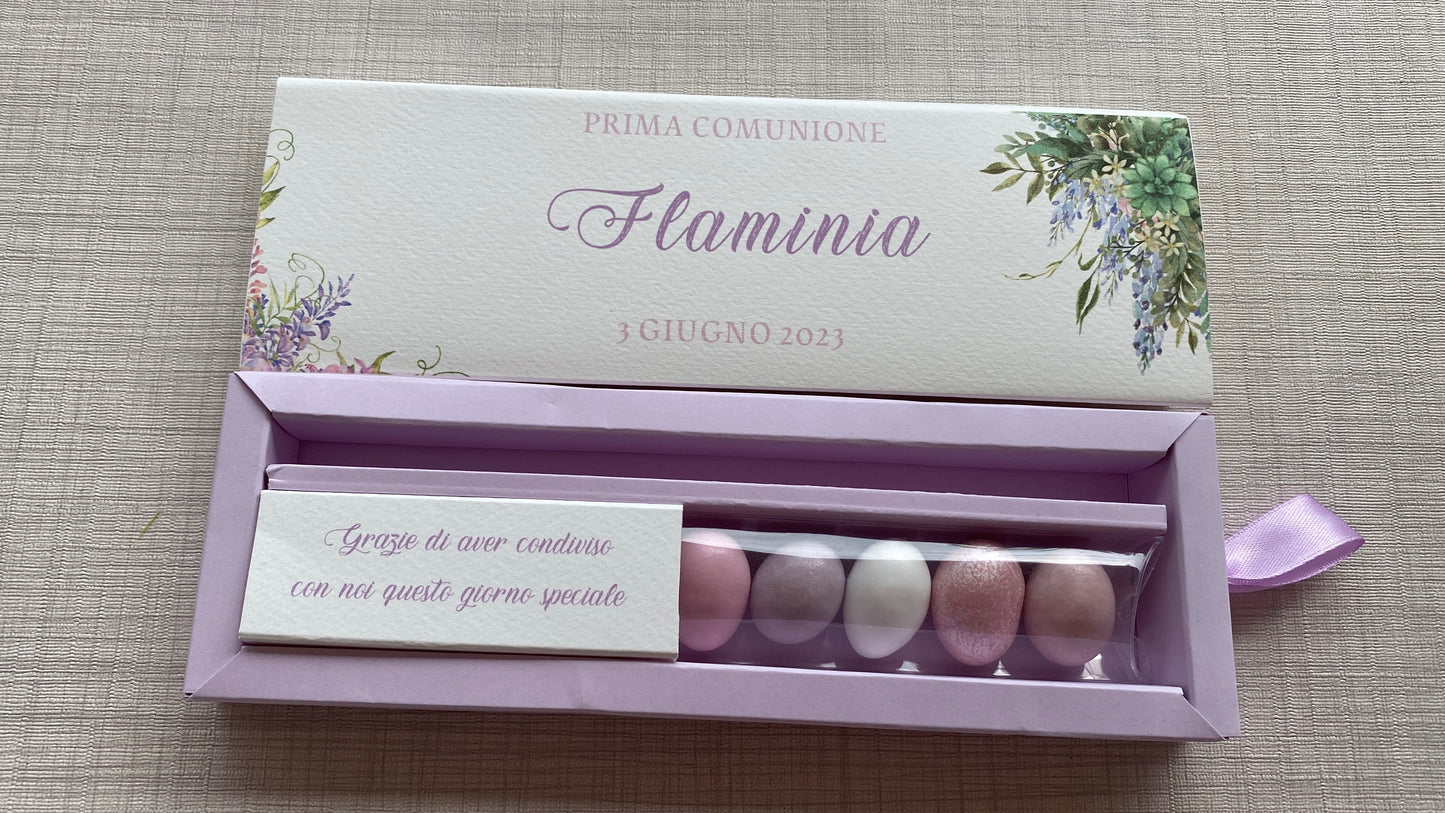 PRIMA COMUNIONE
Flaminia
3 GIUGNO 2023
Grazie di aver condiviso
con noi questo giorno speciale